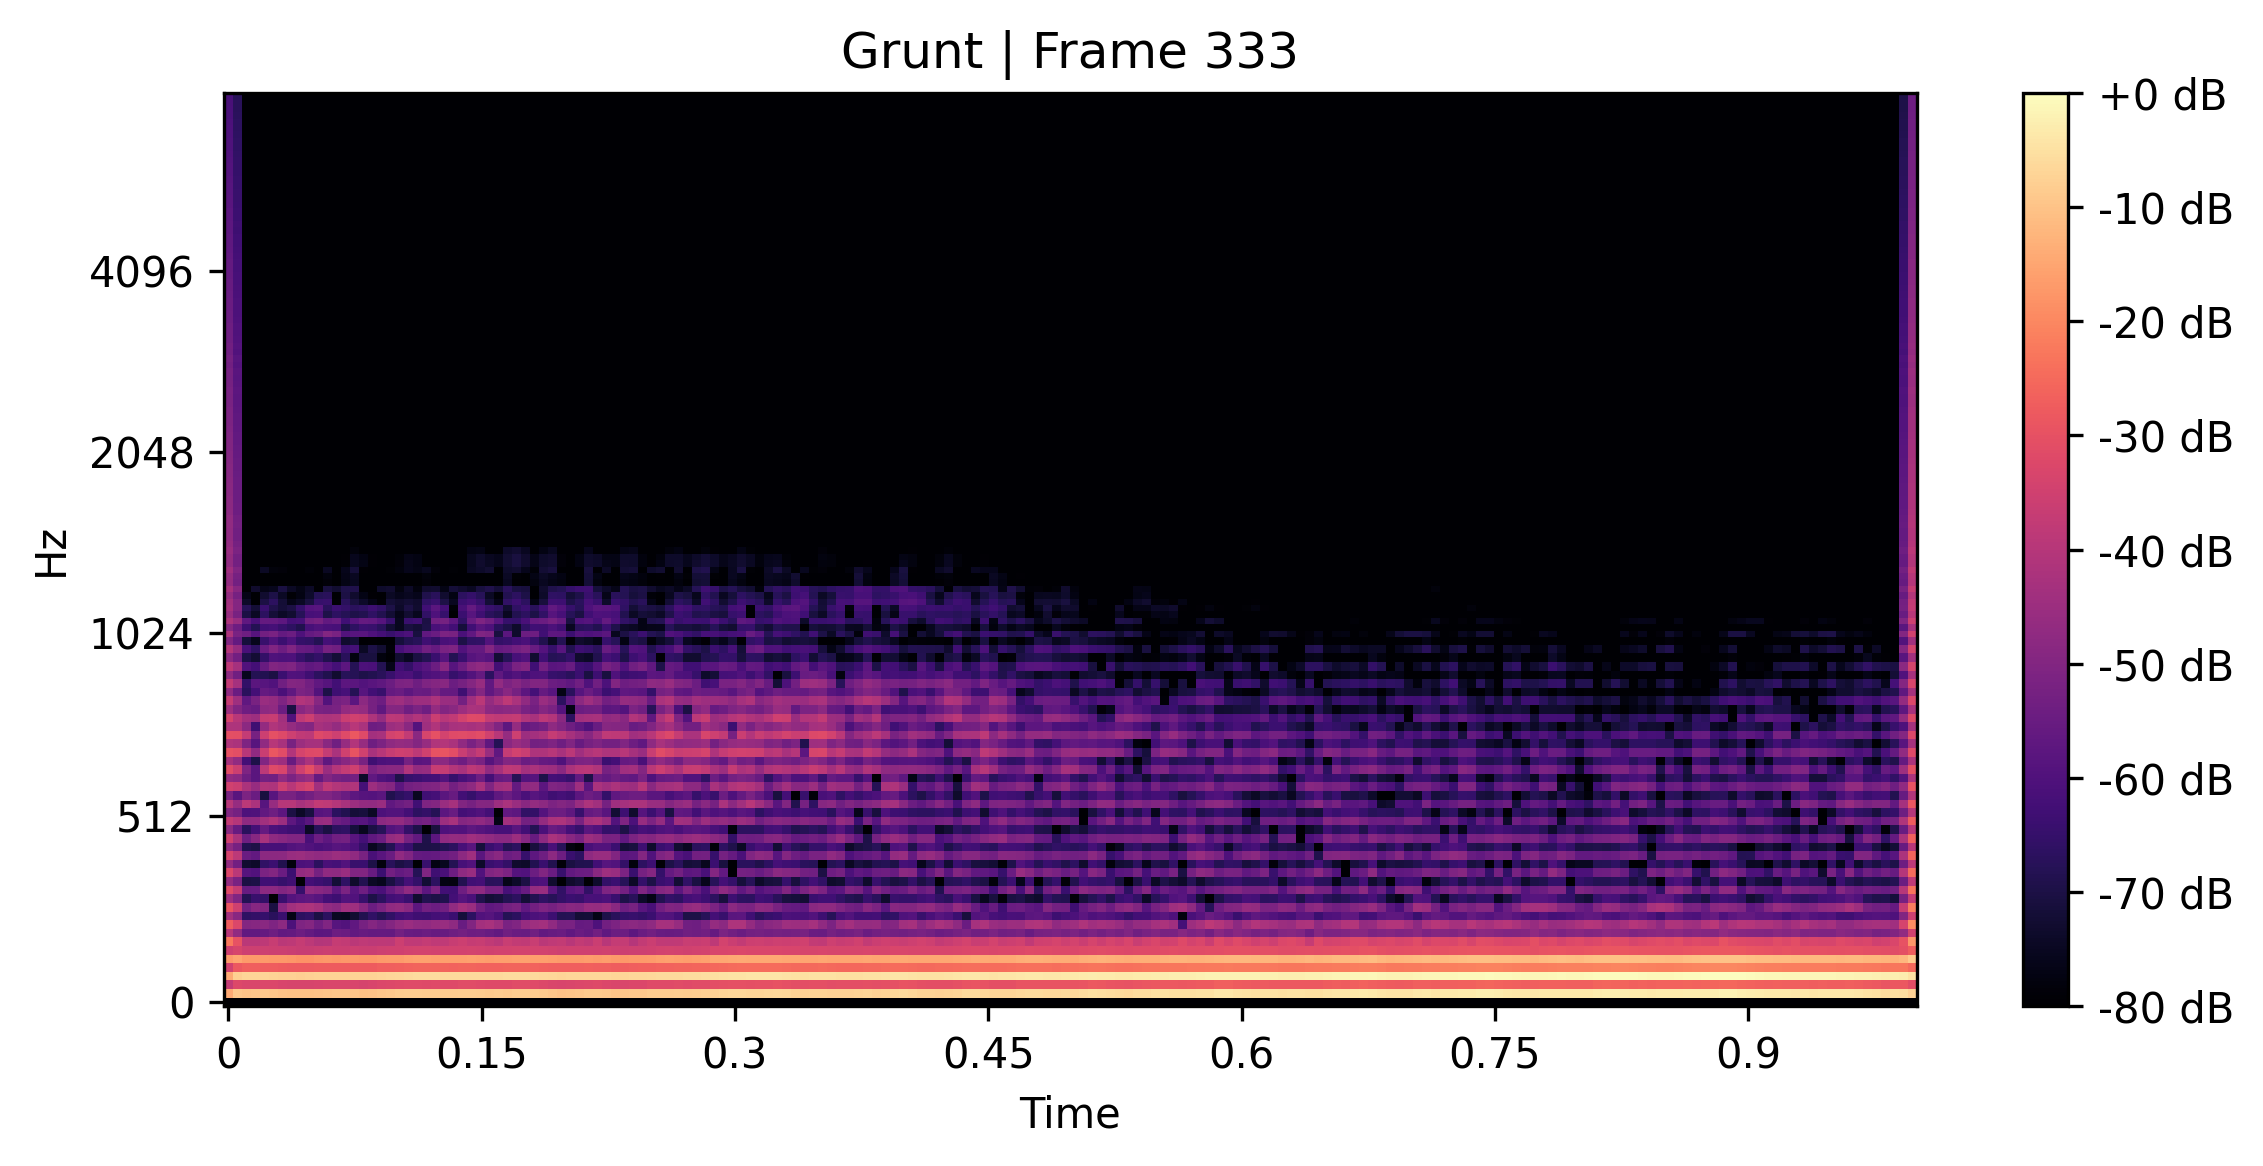 Grunt | Frame 333
+0 dB
-10 dB
-20 dB
-30 dB
-40 dB
-50 dB
-60 dB
-70 dB
-80 dB
Hz
4096
2048
1024
512
0
0 0.15 0.3 0.45 0.6 0.75 0.9
Time